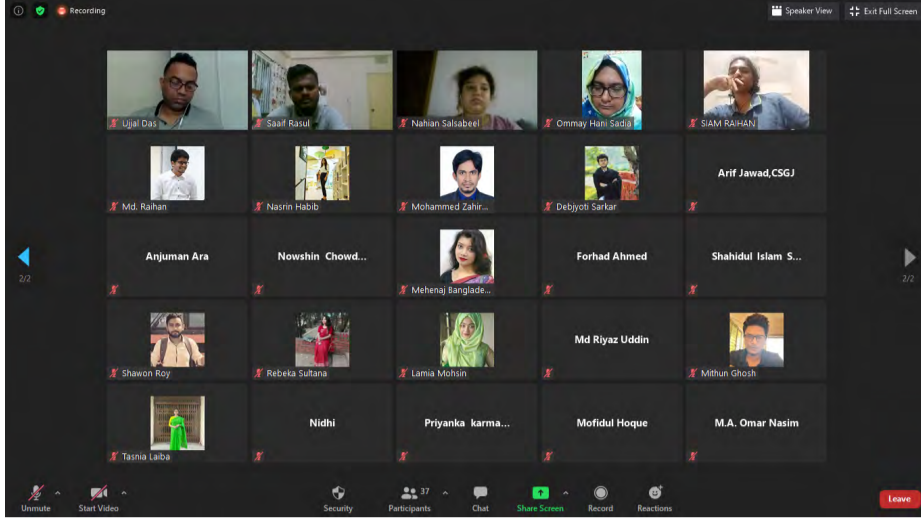 Recording
Speaker View
Exit Full Screen
Ujjal Das
Saaif Rasul
Nahian Salsabeel
Ommay Hani Sadia
SIAM RAIHAN
Md. Raihan
Nasrin Habib
Mohammed Zahir...
Debjyoti Sarkar
Arif Jawad,CSGJ
Anjuman Ara
Nowshin Chowd...
Mehenaj Banglade...
Forhad Ahmed
Shahidul Islam S...
2/2
2/2
Shawon Roy
Rebeka Sultana
Lamia Mohsin
Md Riyaz Uddin
Mithun Ghosh
Tasnia Laiba
Nidhi
Priyanka karma...
Mofidul Hoque
M.A. Omar Nasim
Unmute
Start Video
Security
Participants
37
Chat
Share Screen
Record
Reactions
Leave